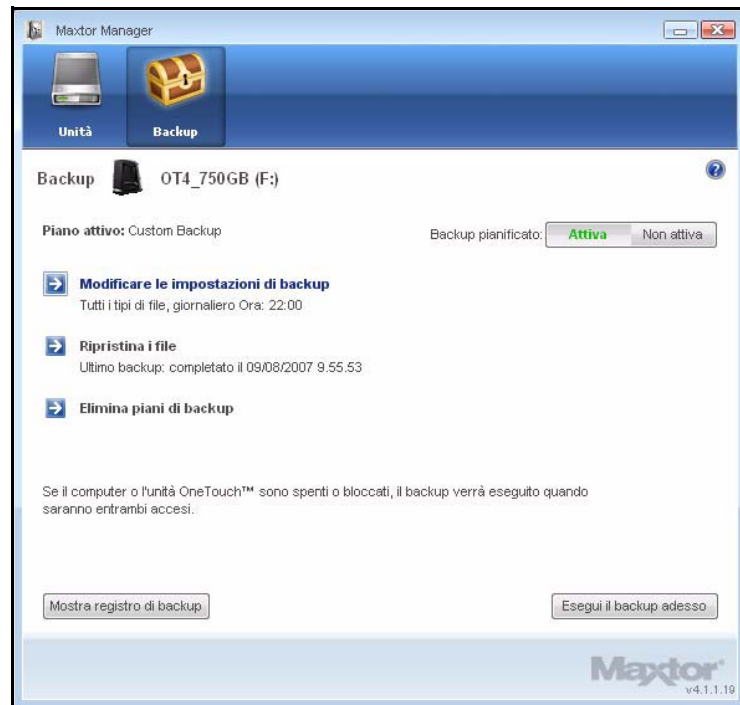 Maxtor Manager
Unità
Backup
Backup OT4_750GB (F:)
Piano attivo: Custom Backup
Backup pianificato: Attiva Non attiva
Modificare le impostazioni di backup
Tutti i tipi di file, giornaliero Ora: 22:00
Ripristina i file
Ultimo backup: completato il 09/08/2007 9.55.53
Elimina piani di backup
Se il computer o l'unità OneTouch™ sono spenti o bloccati, il backup verrà eseguito quando
saranno entrambi accesi.
Mostra registro di backup
Esegui il backup adesso
Maxtor
v4.1.1.19